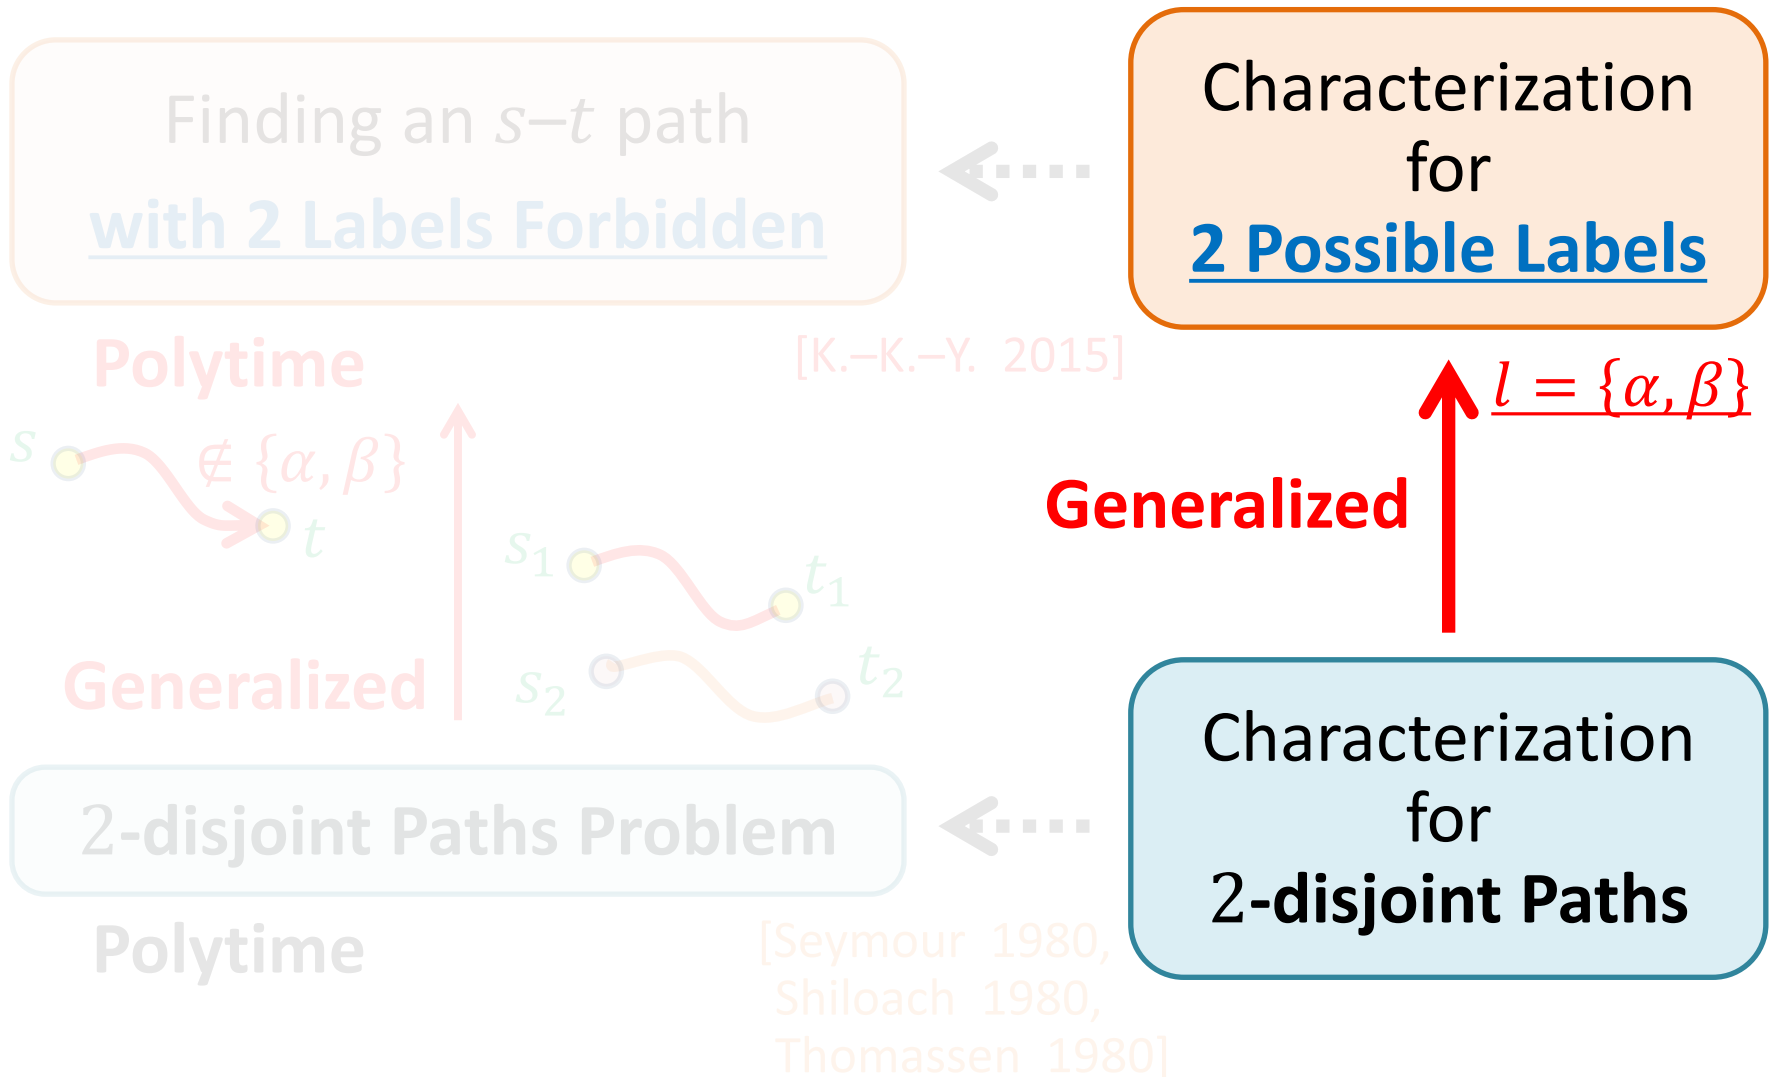 Finding an s–t path
with 2 Labels Forbidden
Characterization
for
2 Possible Labels
Polytime
[K.–K.–Y. 2015]
l = {α, β}
s
∉ {α, β}
t
Generalized
s₁
t₁
Generalized
s₂
t₂
2-disjoint Paths Problem
Characterization
for
2-disjoint Paths
Polytime
[Seymour 1980,
Shiloach 1980,
Thomassen 1980]